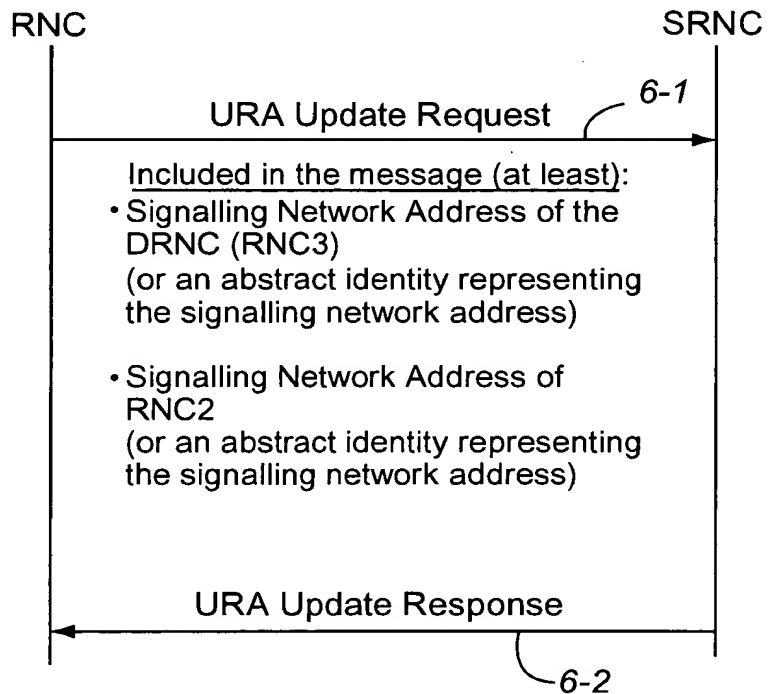 RNC SRNC
6-1
URA Update Request
Included in the message (at least):
• Signalling Network Address of the
DRNC (RNC3)
(or an abstract identity representing
the signalling network address)
• Signalling Network Address of
RNC2
(or an abstract identity representing
the signalling network address)
URA Update Response
6-2